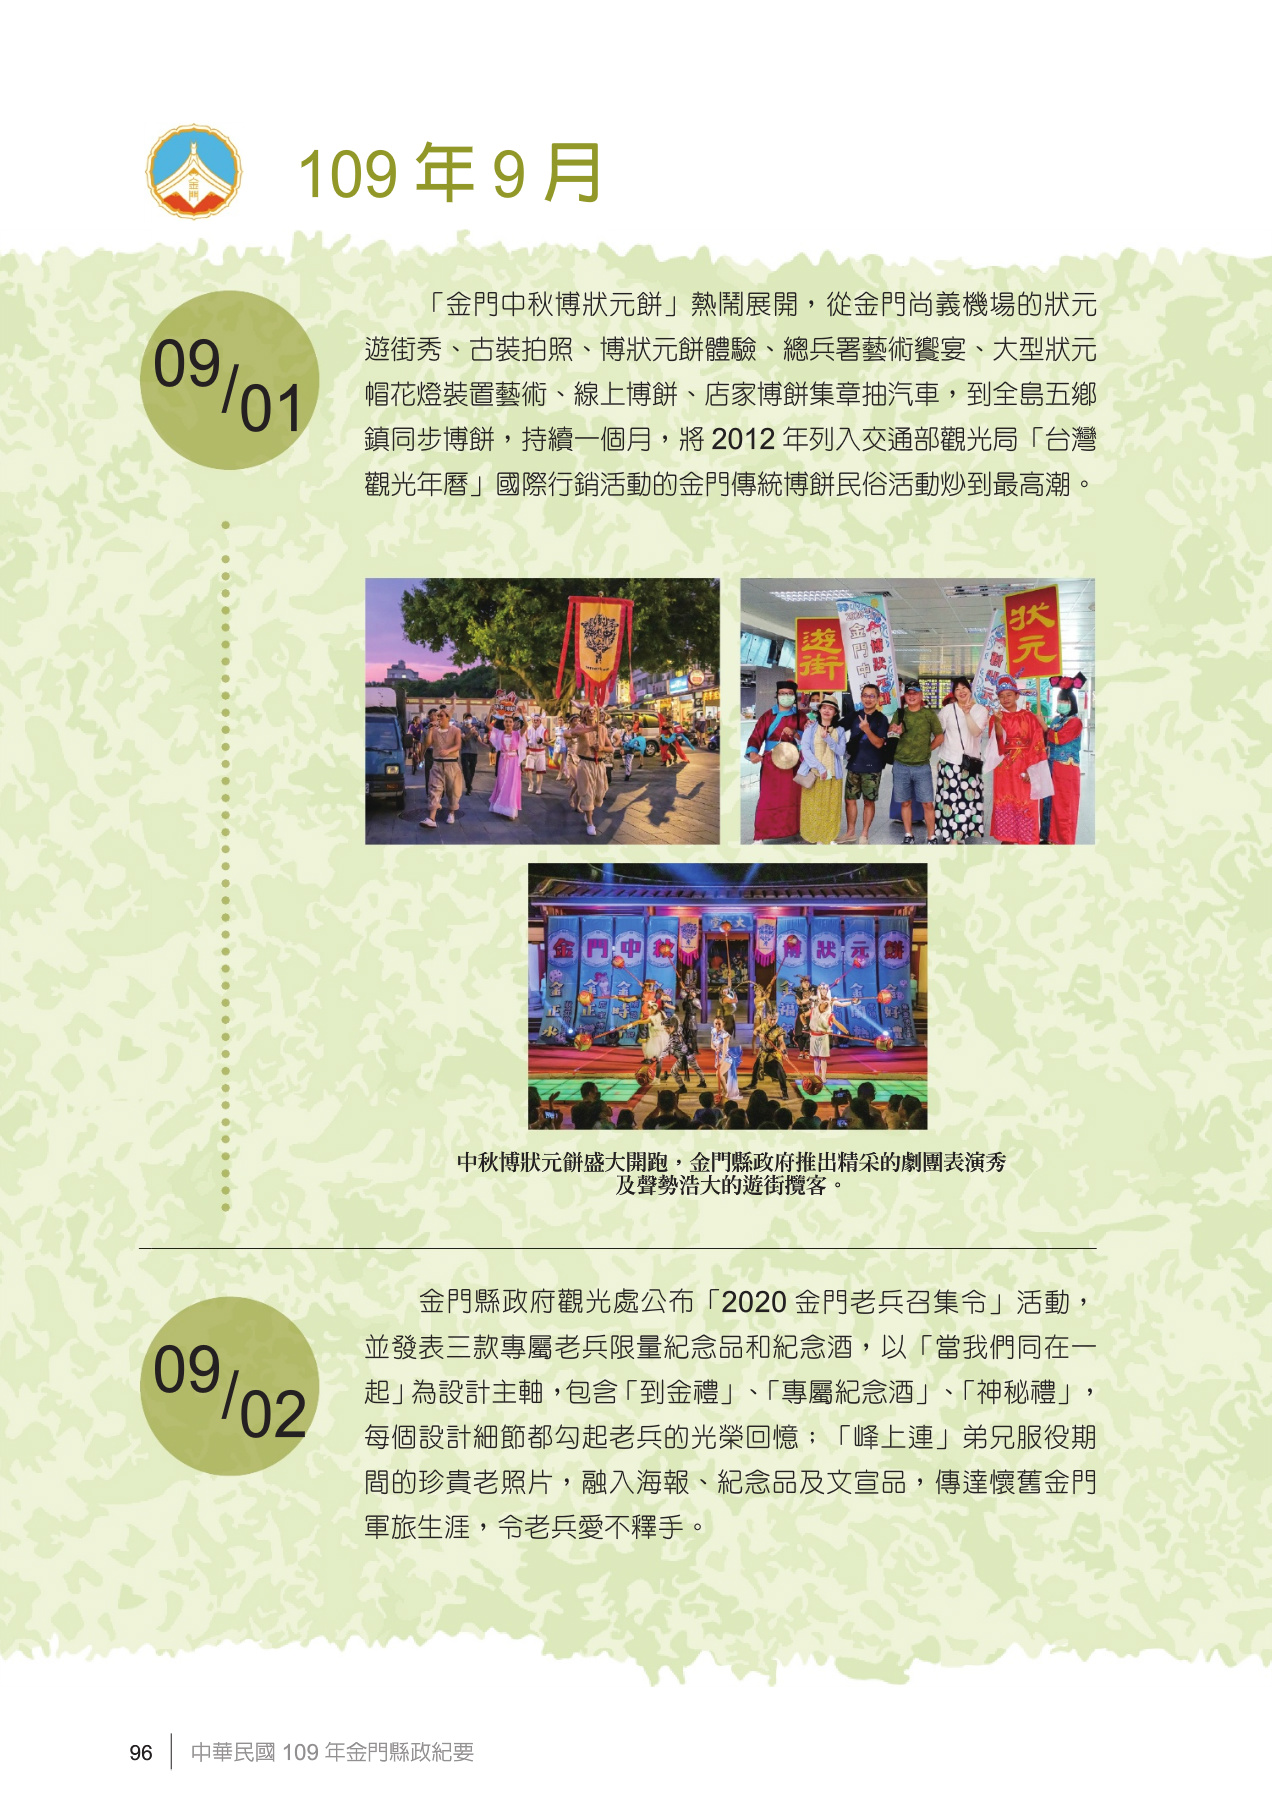 金門
109 年 9 月
09/01
「金門中秋博狀元餅」熱鬧展開，從金門尚義機場的狀元
遊街秀、古裝拍照、博狀元餅體驗、總兵署藝術饗宴、大型狀元
帽花燈裝置藝術、線上博餅、店家博餅集章抽汽車，到全島五鄉
鎮同步博餅，持續一個月，將 2012 年列入交通部觀光局「台灣
觀光年曆」國際行銷活動的金門傳統博餅民俗活動炒到最高潮。
遊街
金門中
博狀元
狀元
金門中秋 博狀元餅
中秋博狀元餅盛大開跑，金門縣政府推出精采的劇團表演秀
及聲勢浩大的遊街攬客。
09/02
金門縣政府觀光處公布「2020 金門老兵召集令」活動，
並發表三款專屬老兵限量紀念品和紀念酒，以「當我們同在一
起」為設計主軸，包含「到金禮」、「專屬紀念酒」、「神秘禮」，
每個設計細節都勾起老兵的光榮回憶；「峰上連」弟兄服役期
間的珍貴老照片，融入海報、紀念品及文宣品，傳達懷舊金門
軍旅生涯，令老兵愛不釋手。
96
中華民國 109 年金門縣政紀要